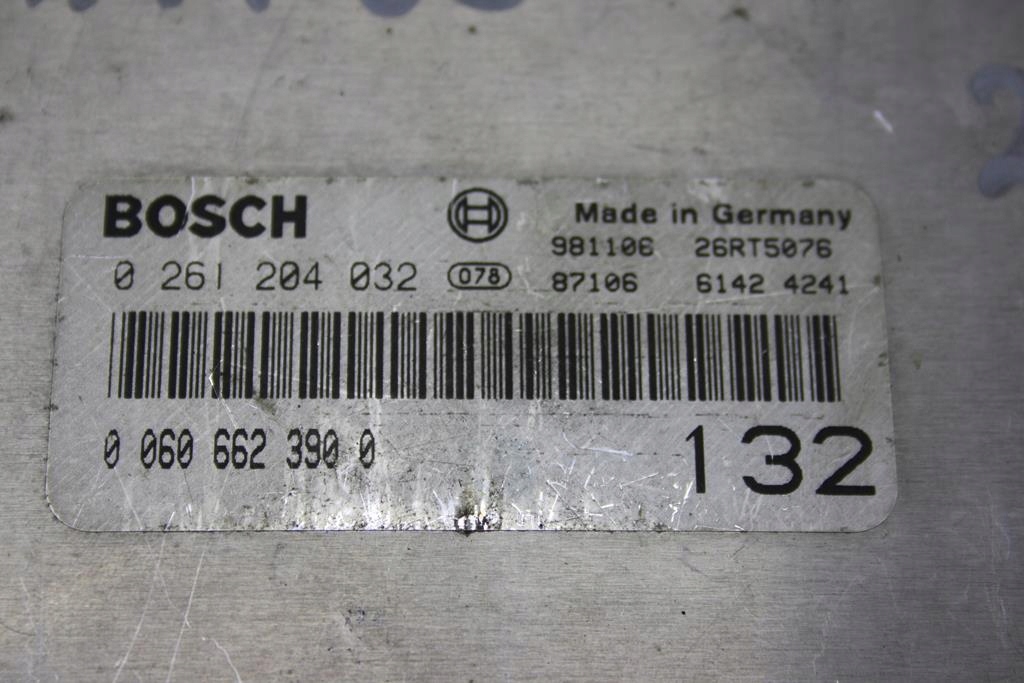 BOSCH Made in Germany
981106 26RT5076
0 261 204 032 078 87106 6142 4241
0 060 662 390 0 132